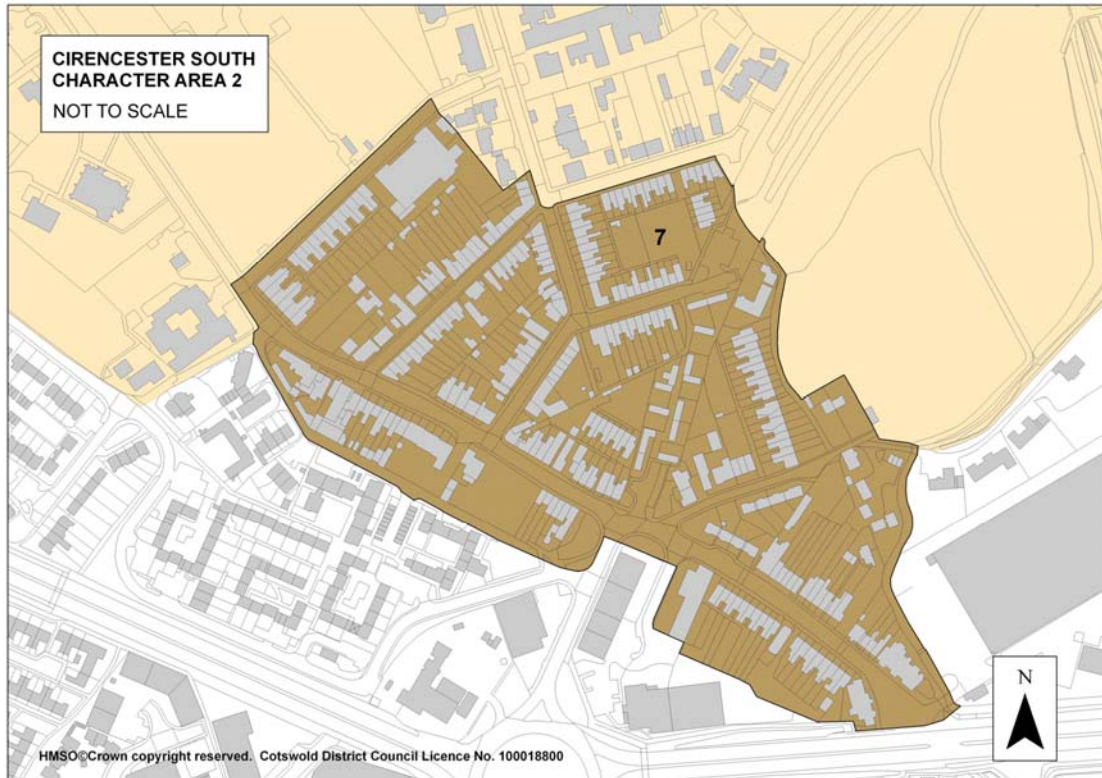 CIRENCESTER SOUTH
CHARACTER AREA 2
NOT TO SCALE
7
N
HMSO©Crown copyright reserved. Cotswold District Council Licence No. 100018800